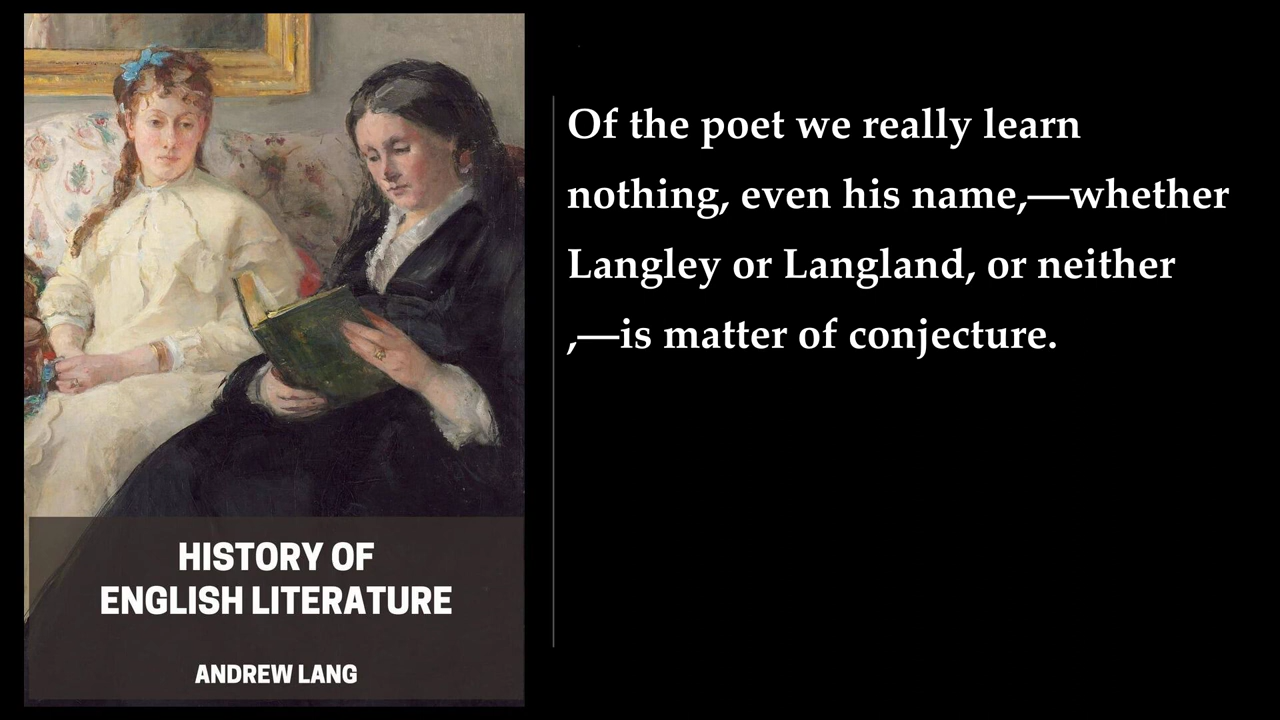 HISTORY OF
ENGLISH LITERATURE
ANDREW LANG
Of the poet we really learn
nothing, even his name,—whether
Langley or Langland, or neither
,—is matter of conjecture.